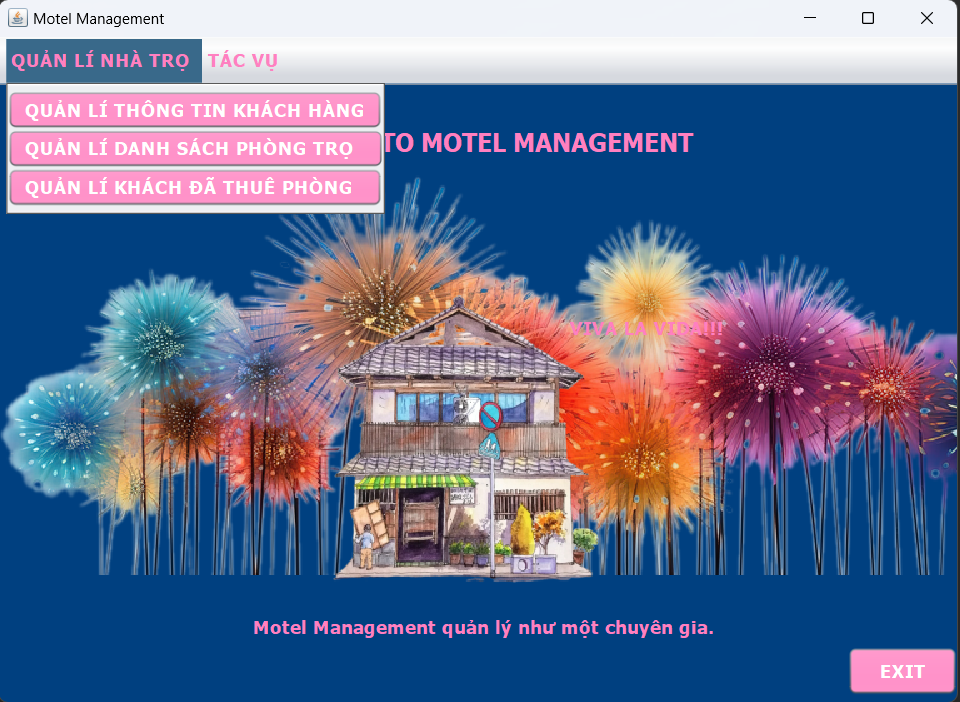 Motel Management
QUẢN LÍ NHÀ TRỌ TÁC VỤ
QUẢN LÍ THÔNG TIN KHÁCH HÀNG
QUẢN LÍ DANH SÁCH PHÒNG TRỌ
QUẢN LÍ KHÁCH ĐÃ THUÊ PHÒNG
TO MOTEL MANAGEMENT
VIVA LA VIDA!!!
Motel Management quản lý như một chuyên gia.
EXIT